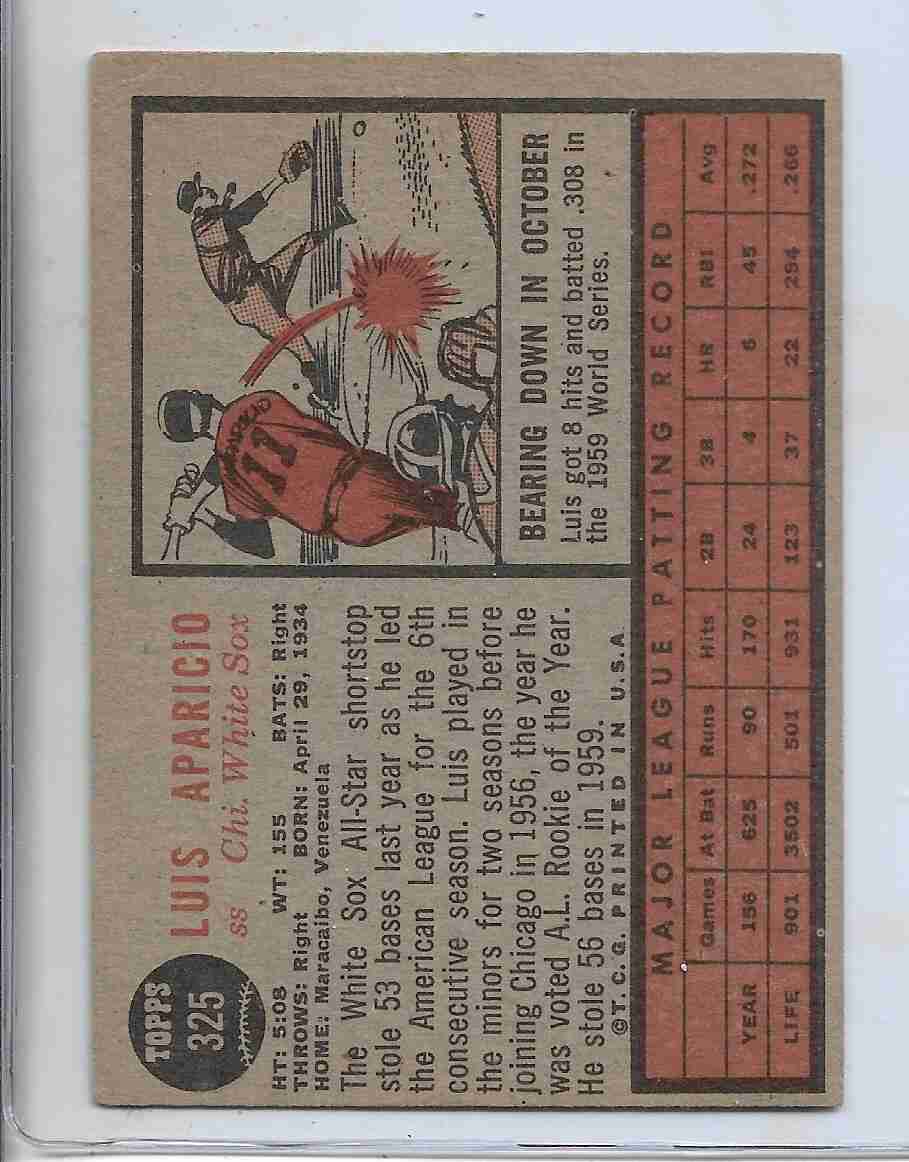 TOPPS
325
LUIS APARICIO
ss Chi. White Sox
HT: 5:08 WT: 155 BATS: Right
THROWS: Right BORN: April 29, 1934
HOME: Maracaibo, Venezuela
The White Sox All-Star shortstop
stole 53 bases last year as he led
the American League for the 6th
consecutive season. Luis played in
the minors for two seasons before
joining Chicago in 1956, the year he
was voted A.L. Rookie of the Year.
He stole 56 bases in 1959.
©T.C.G. PRINTED IN U.S.A.
APARICIO
11
BEARING DOWN IN OCTOBER
Luis got 8 hits and batted .308 in
the 1959 World Series.
MAJOR LEAGUE BATTING RECORD
Games At Bat Runs Hits 2B 3B HR RBI Avg
YEAR 156 625 90 170 24 4 6 45 .272
LIFE 901 3502 501 931 123 37 22 254 .266